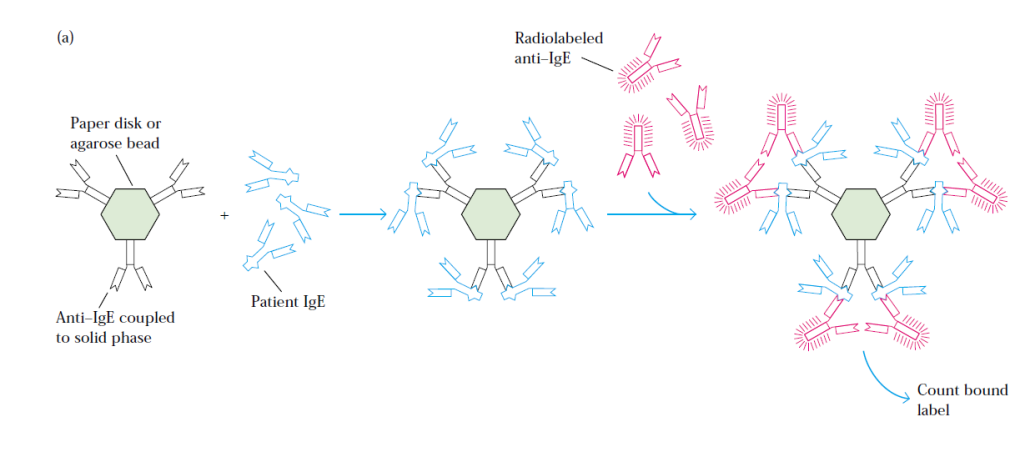 (a)
Radiolabeled
anti–IgE
Paper disk or
agarose bead
+
Patient IgE
Anti–IgE coupled
to solid phase
Count bound
label